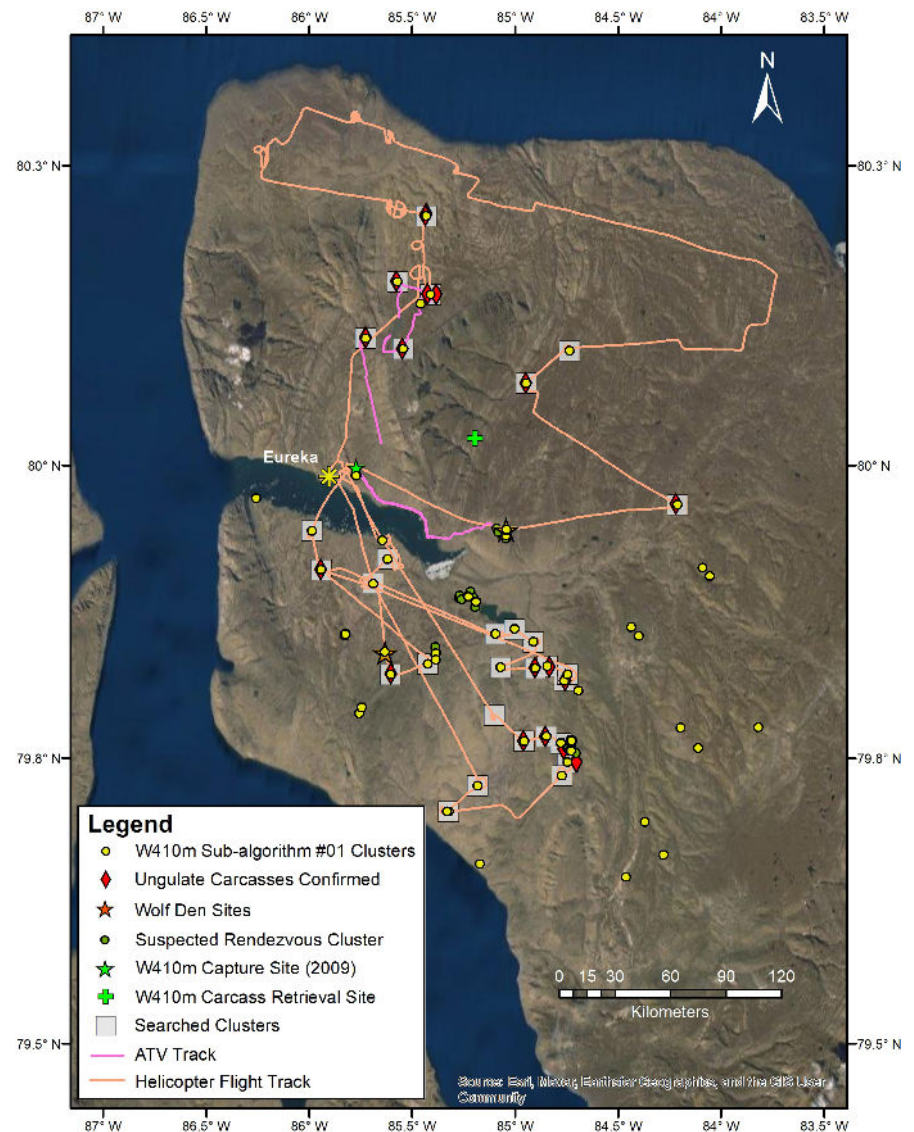 87° W 86.5° W 86° W 85.5° W 85° W 84.5° W 84° W 83.5° W
N
80.3° N 80.3° N
Eureka
80° N 80° N
79.8° N 79.8° N
Legend
W410m Sub-algorithm #01 Clusters
Ungulate Carcasses Confirmed
Wolf Den Sites
Suspected Rendezvous Cluster
W410m Capture Site (2009)
W410m Carcass Retrieval Site
Searched Clusters
ATV Track
Helicopter Flight Track
0 15 30 60 90 120
Kilometers
79.5° N 79.5° N
Source: Esri, Maxar, Earthstar Geographics, and the GIS User
Community
87° W 86.5° W 86° W 85.5° W 85° W 84.5° W 84° W 83.5° W